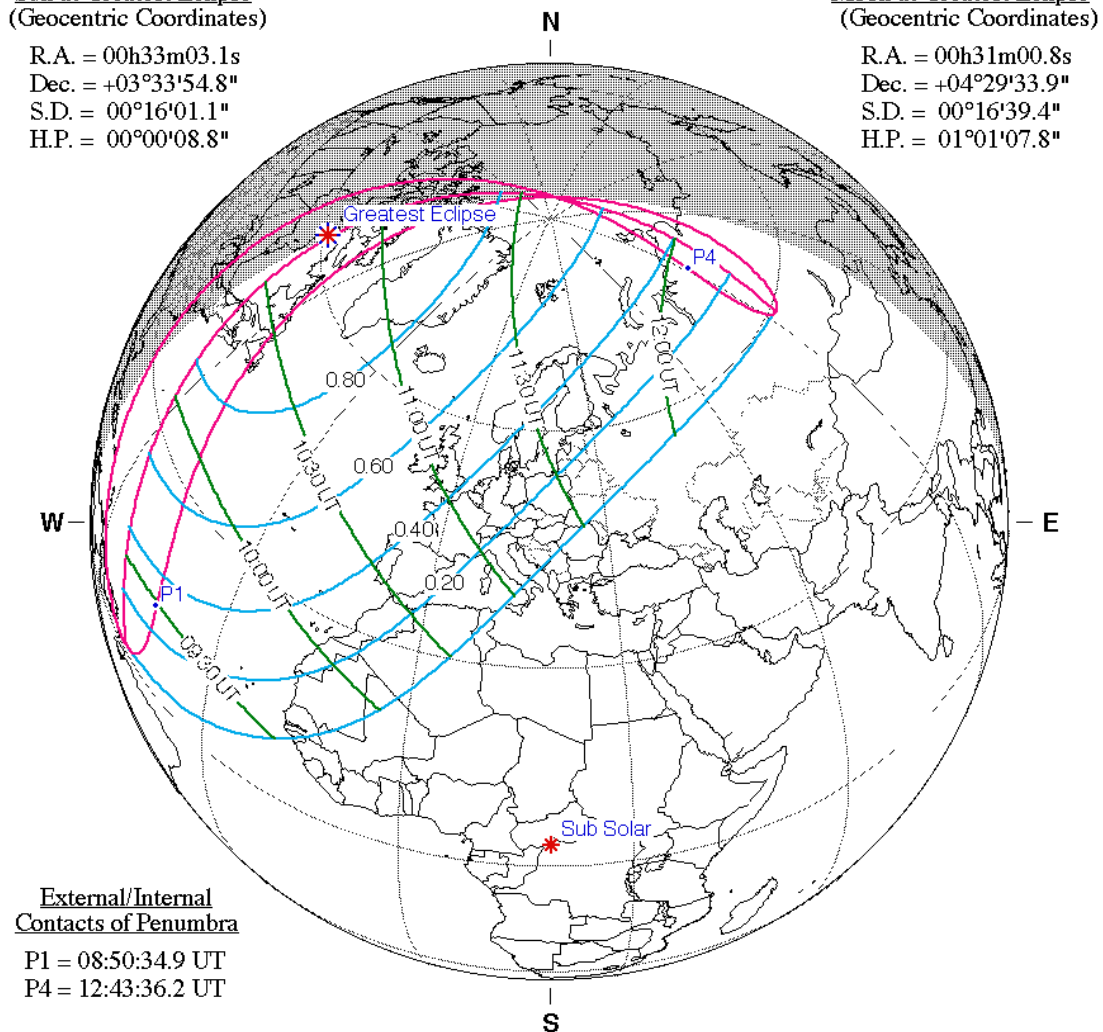 (Geocentric Coordinates)
R.A. = 00h33m03.1s
Dec. = +03°33'54.8"
S.D. = 00°16'01.1"
H.P. = 00°00'08.8"
N
(Geocentric Coordinates)
R.A. = 00h31m00.8s
Dec. = +04°29'33.9"
S.D. = 00°16'39.4"
H.P. = 01°01'07.8"
Greatest Eclipse
P4
12:00 UT
11:30 UT
0.80
11:00 UT
10:30 UT
0.60
W
E
0.40
10:00 UT
0.20
P1
09:30 UT
Sub Solar
External/Internal
Contacts of Penumbra
P1 = 08:50:34.9 UT
P4 = 12:43:36.2 UT
S